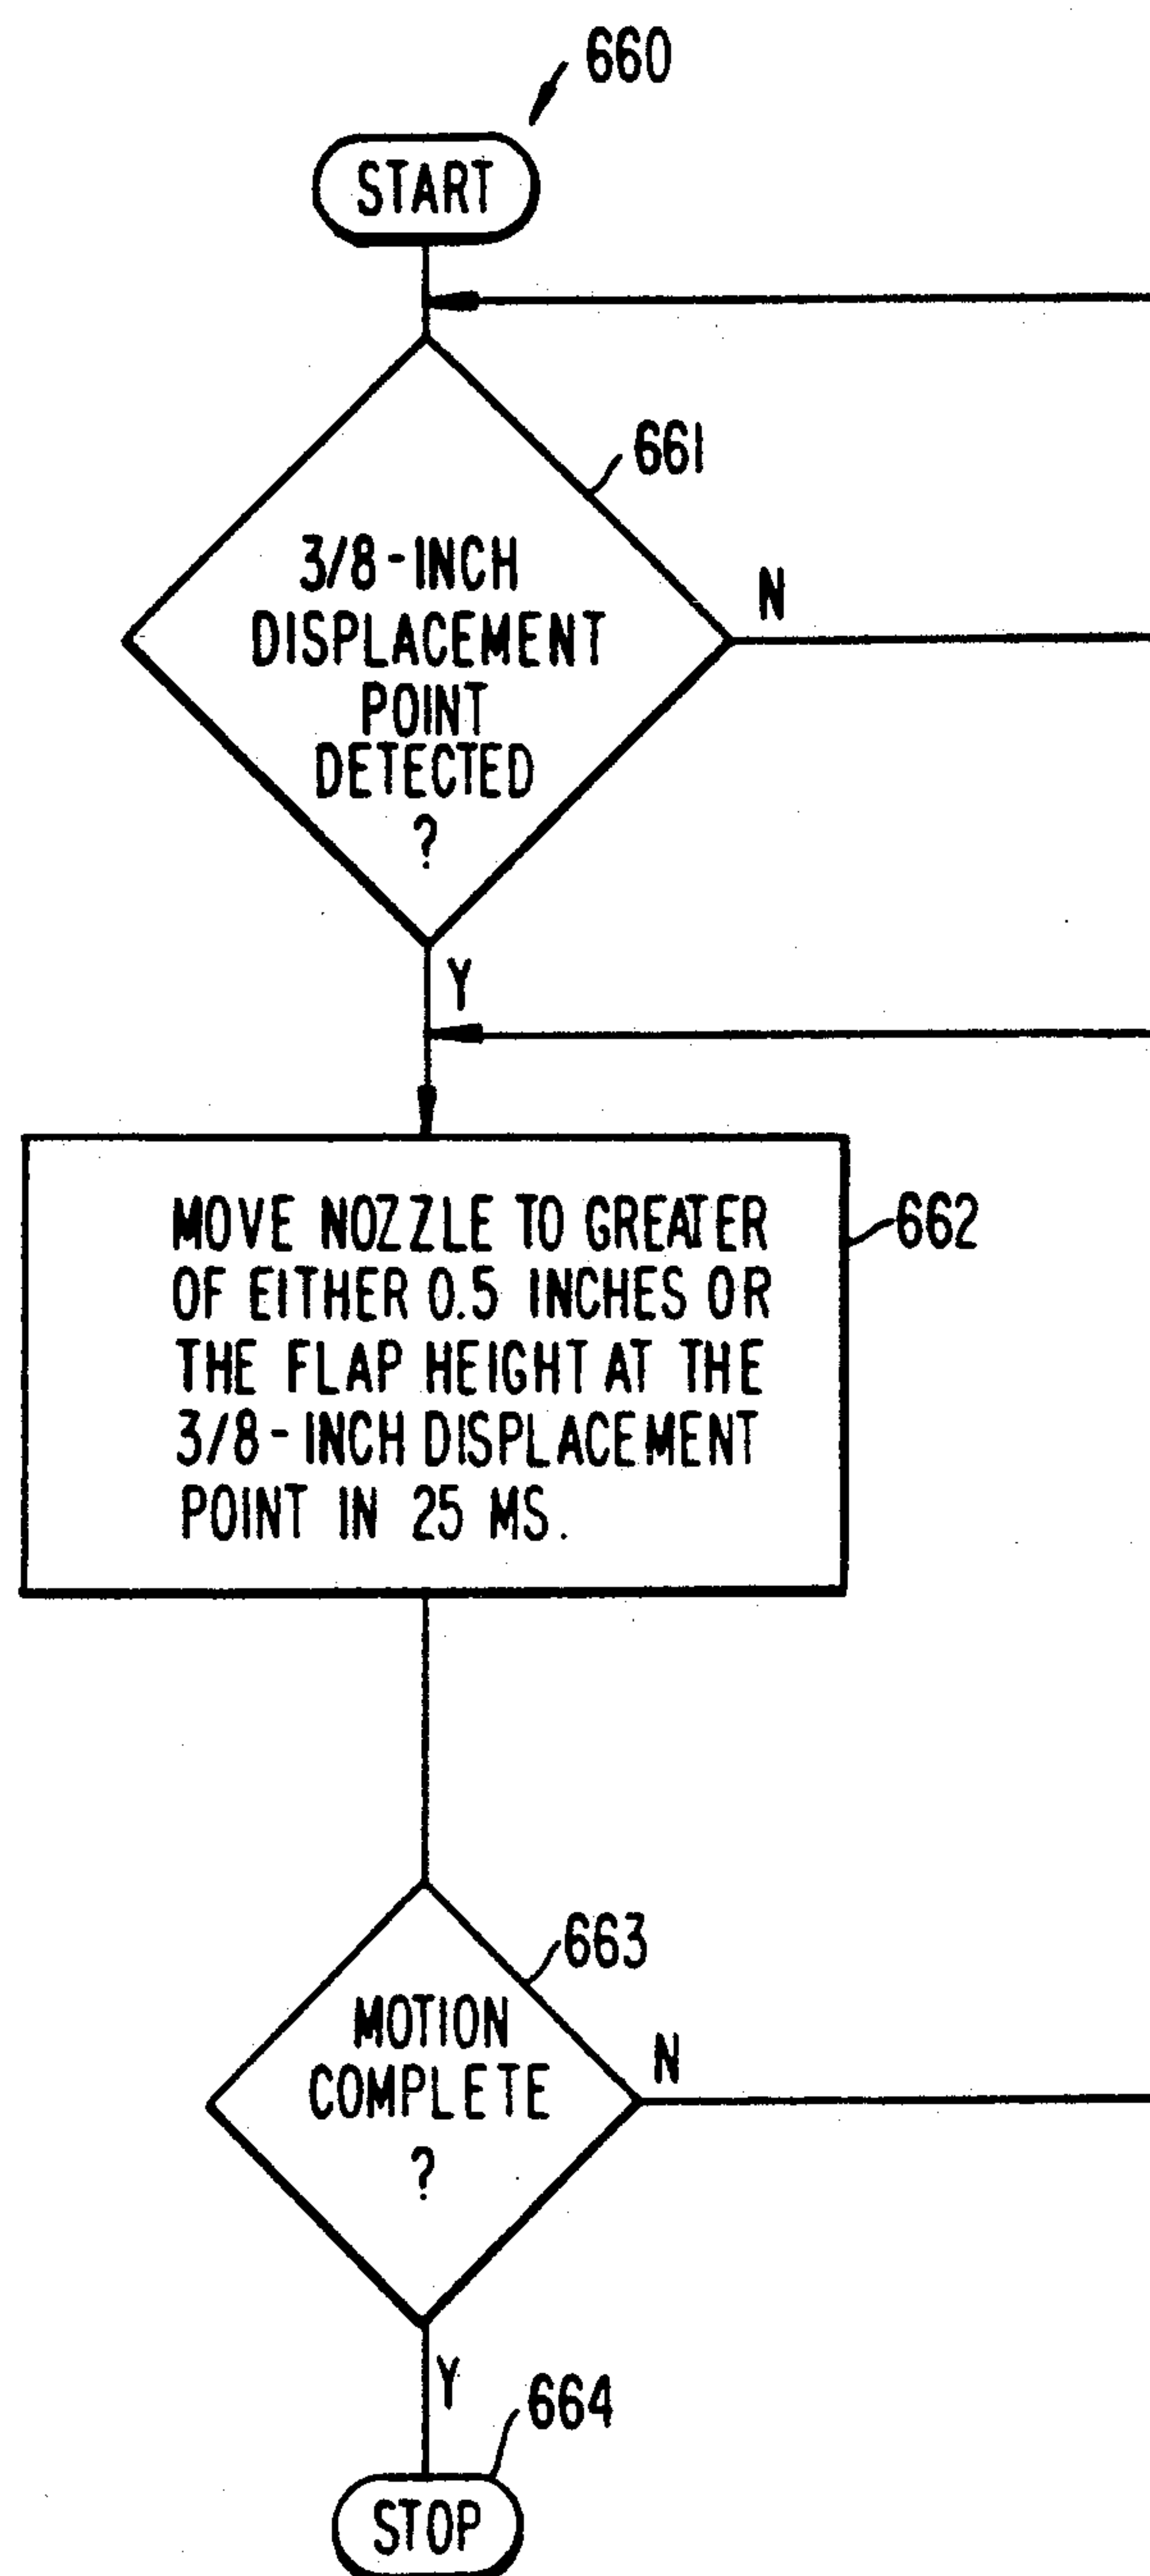 660
START
661
3/8-INCH
DISPLACEMENT
POINT
DETECTED
?
N
Y
MOVE NOZZLE TO GREATER
OF EITHER 0.5 INCHES OR
THE FLAP HEIGHT AT THE
3/8-INCH DISPLACEMENT
POINT IN 25 MS.
662
663
MOTION
COMPLETE
?
N
Y
664
STOP